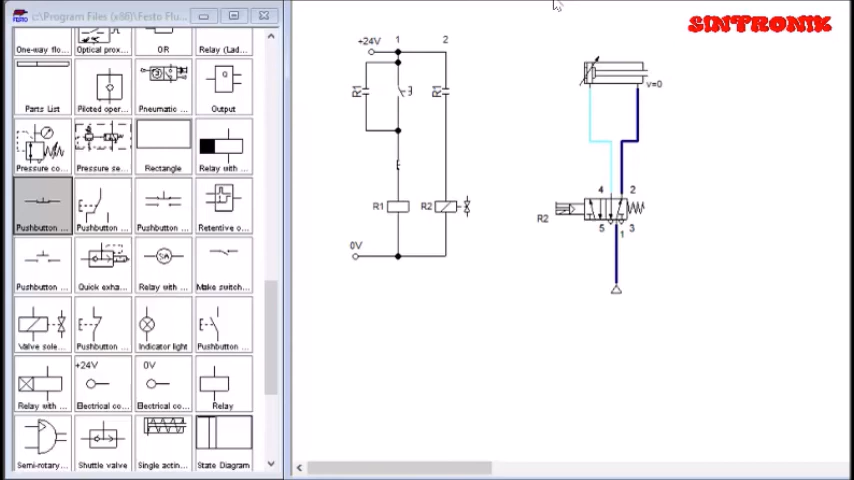 c:\Program Files (x86)\Festo Flu...
SINTRONIK
One-way flo...
Optical prox...
OR
Relay (Lad...
Parts List
Piloted oper...
Pneumatic ...
Q
Output
Pressure co...
Pressure se...
Rectangle
Relay with ...
Pushbutton ...
Pushbutton ...
Pushbutton ...
Retentive o...
Pushbutton ...
Quick exha...
Relay with ...
Make switch...
Valve sole...
Pushbutton ...
Indicator light
Pushbutton ...
+24V
0V
Relay with ...
Electrical co...
Electrical co...
Relay
Semi-rotary...
Shuttle valve
Single actin...
State Diagram
+24V
1
2
R1
R1
R1
R2
0V
v=0
4
2
R2
5
1
3